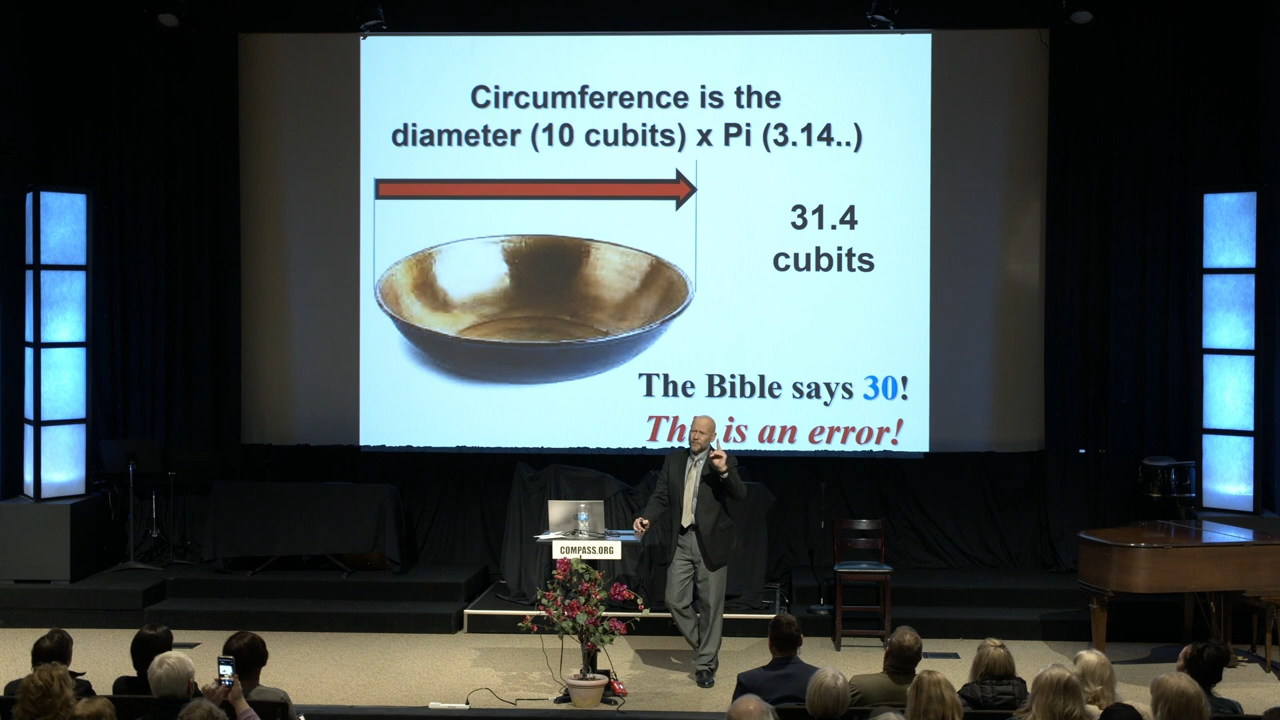 Circumference is the
diameter (10 cubits) x Pi (3.14..)
31.4
cubits
The Bible says 30!
is an error!
COMPASS.ORG